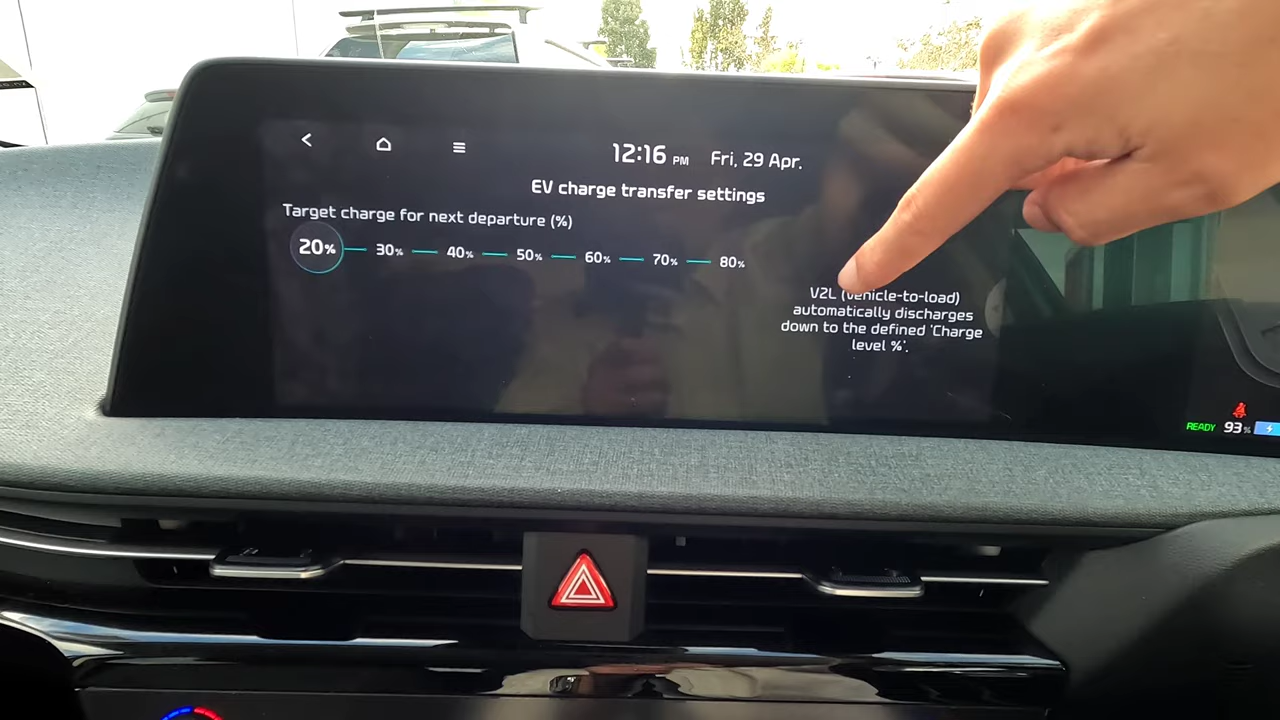 12:16 PM Fri, 29 Apr.
EV charge transfer settings
Target charge for next departure (%)
20% 30% 40% 50% 60% 70% 80%
V2L (vehicle-to-load)
automatically discharges
down to the defined 'Charge
level %'.
READY 93%